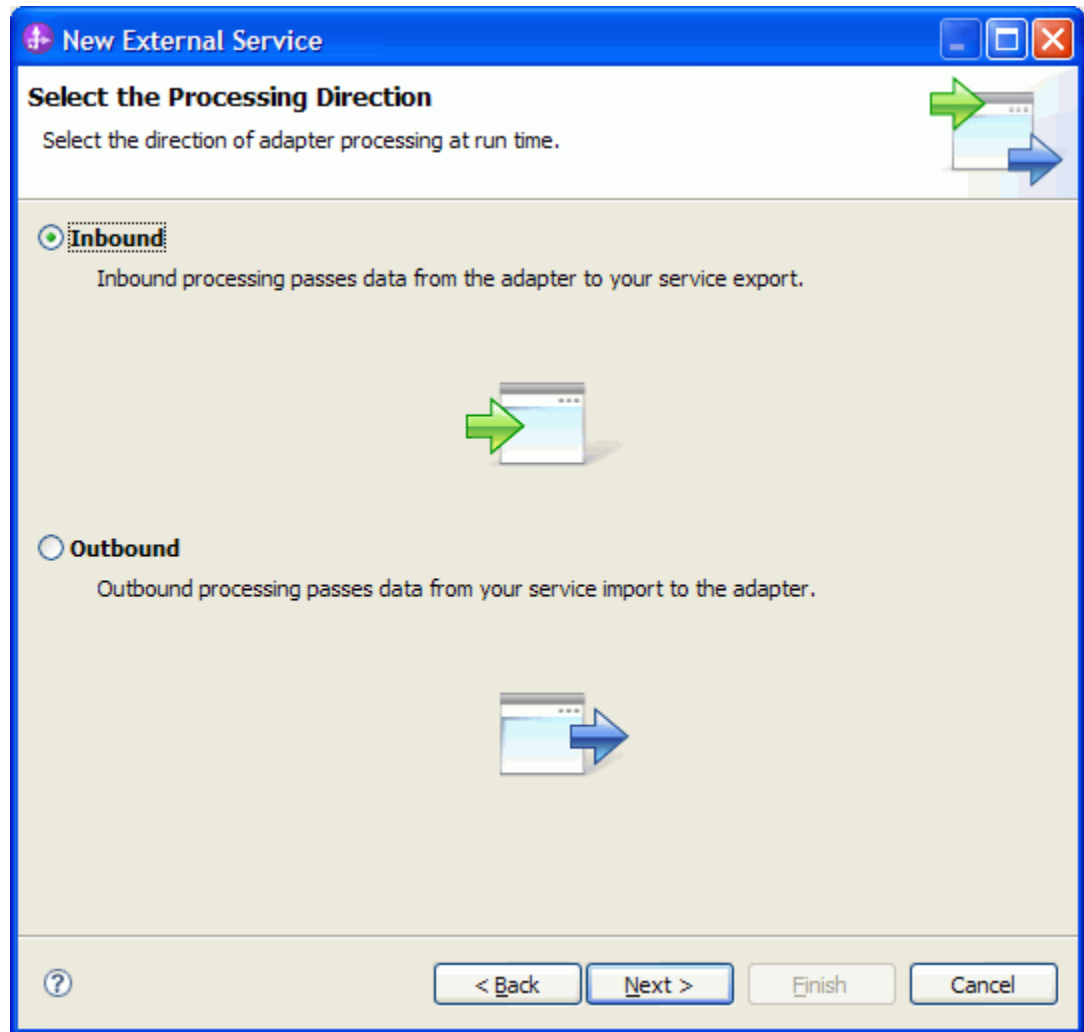 New External Service
Select the Processing Direction
Select the direction of adapter processing at run time.
Inbound
Inbound processing passes data from the adapter to your service export.
Outbound
Outbound processing passes data from your service import to the adapter.
? < Back Next > Finish Cancel